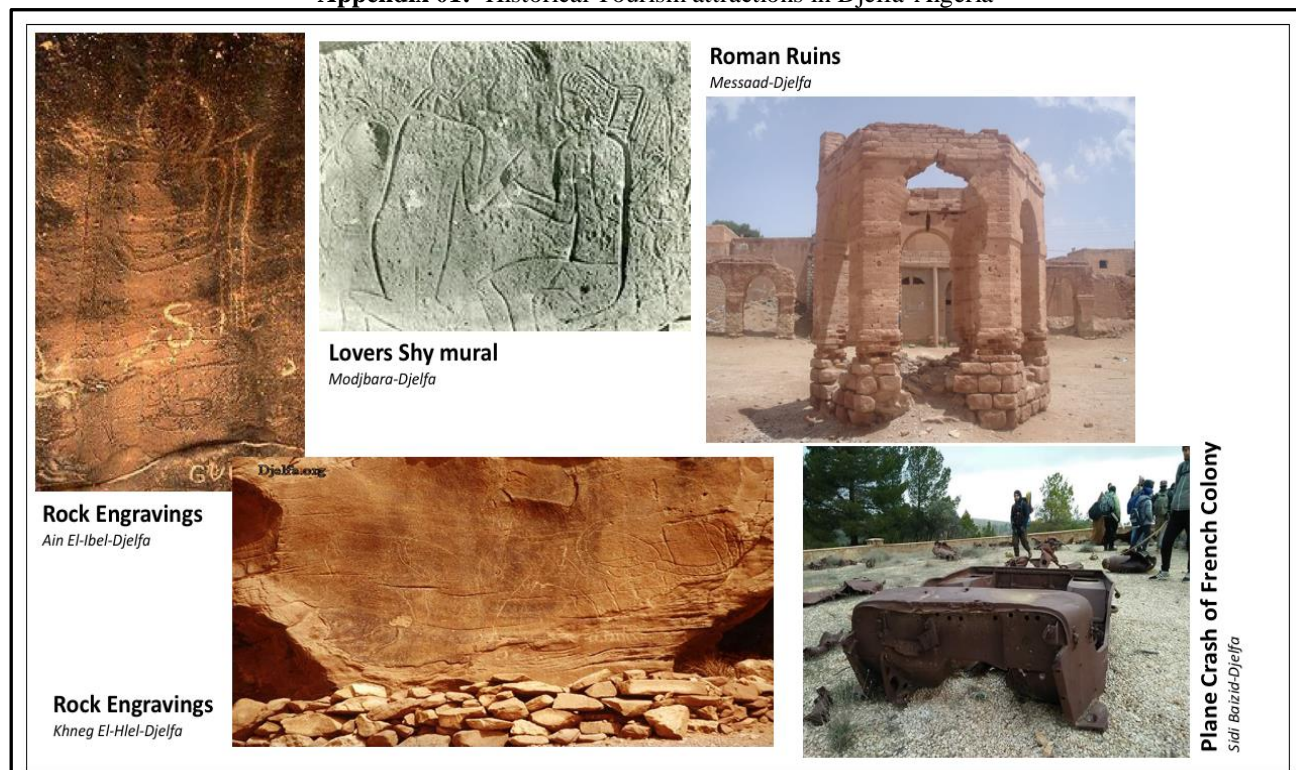 Appendix 01: Historical Tourism attractions in Djelfa-Algeria
Roman Ruins
Messaad-Djelfa
Lovers Shy mural
Modjbara-Djelfa
Djelfa.org
Rock Engravings
Ain El-Ibel-Djelfa
Rock Engravings
Khneg El-Hlel-Djelfa
Plane Crash of French Colony
Sidi Baizid-Djelfa